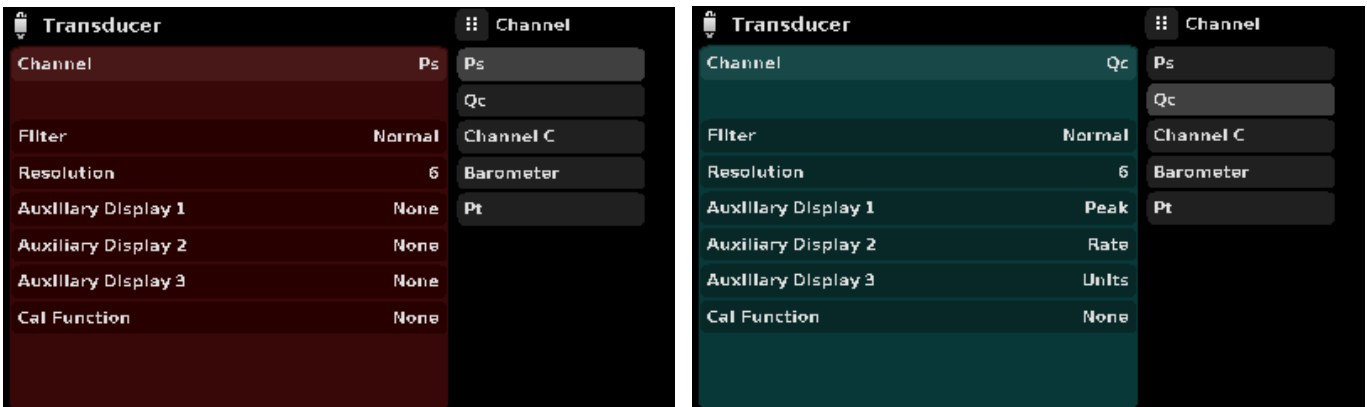 Transducer
Channel
Channel Ps
Ps
Qc
Filter Normal
Channel C
Resolution 6
Barometer
Auxiliary Display 1 None
Pt
Auxiliary Display 2 None
Auxiliary Display 3 None
Cal Function None
Transducer
Channel
Channel Qc
Ps
Qc
Filter Normal
Channel C
Resolution 6
Barometer
Auxiliary Display 1 Peak
Pt
Auxiliary Display 2 Rate
Auxiliary Display 3 Units
Cal Function None